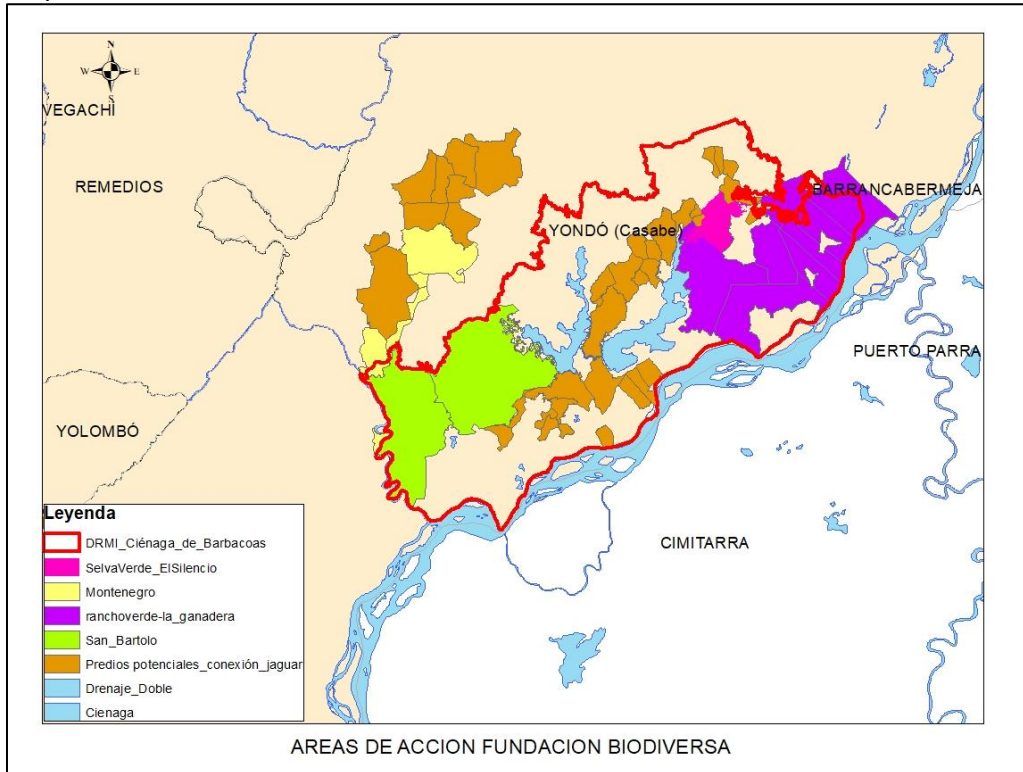 N
W E
S
VEGACHÍ
REMEDIOS
BARRANCABERMEJA
YONDÓ (Casabe)
PUERTO PARRA
YOLOMBÓ
CIMITARRA
Leyenda
DRMI_Ciénaga_de_Barbacoas
SelvaVerde_ElSilencio
Montenegro
ranchoverde-la_ganadera
San_Bartolo
Predios potenciales_conexión_jaguar
Drenaje_Doble
Cienaga
AREAS DE ACCION FUNDACION BIODIVERSA